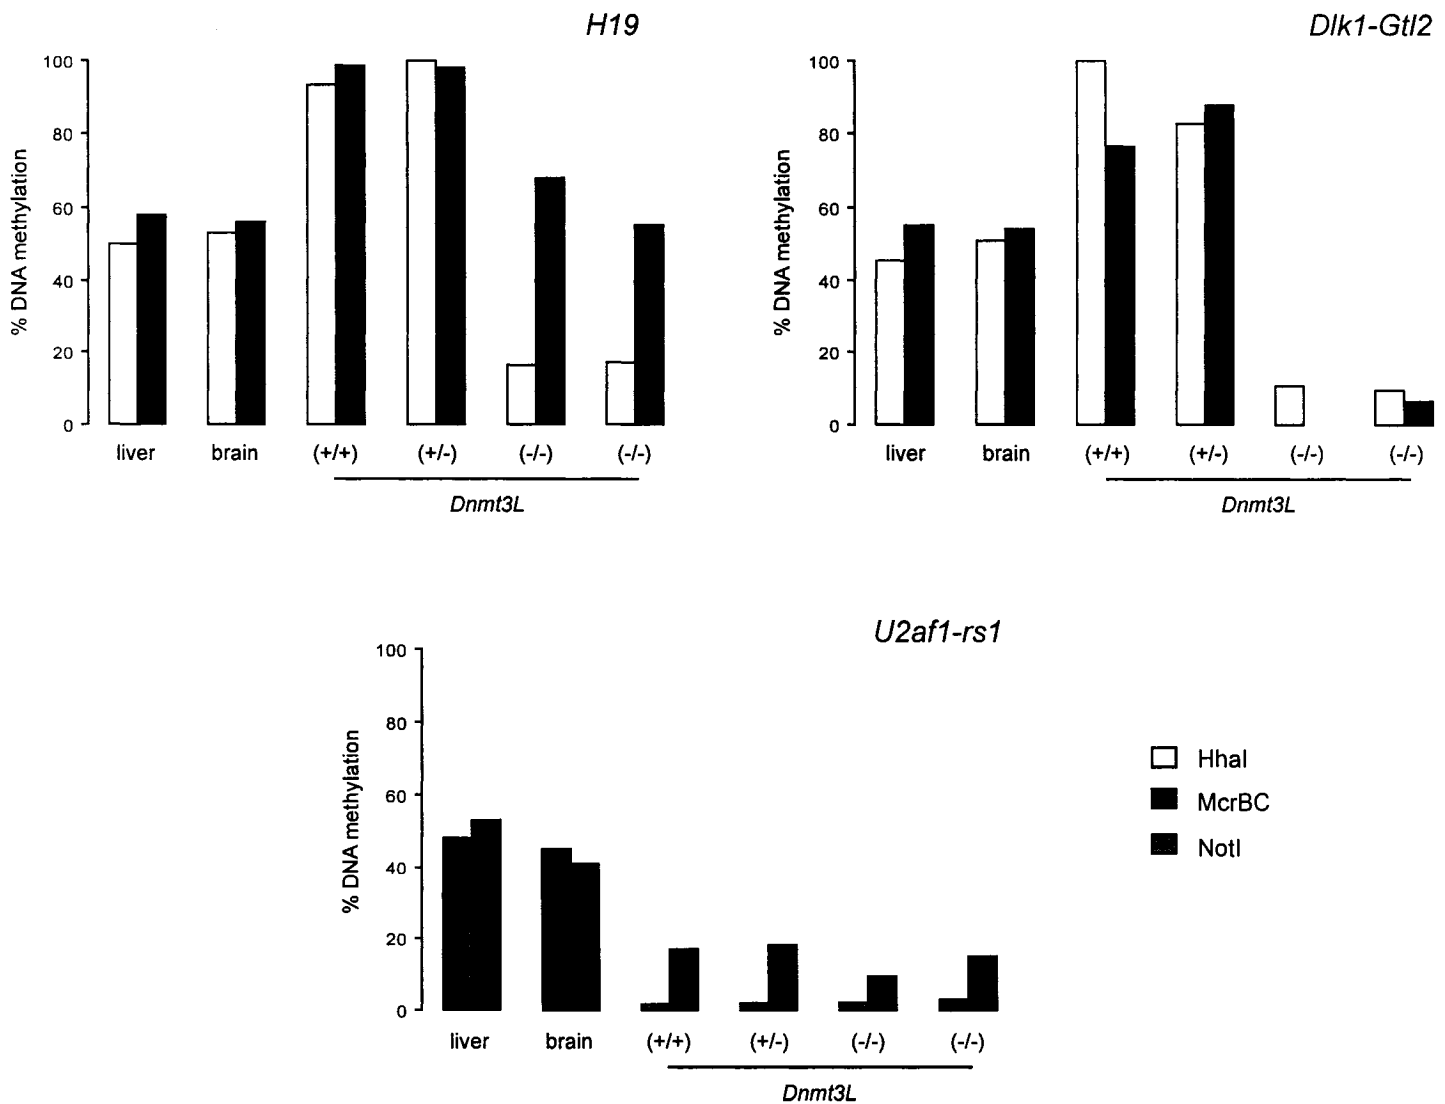 H19
Dlk1-Gtl2
100
80
60
40
20
0
% DNA methylation
liver brain (+/+) (+/-) (-/-) (-/-)
Dnmt3L
100
80
60
40
20
0
% DNA methylation
liver brain (+/+) (+/-) (-/-) (-/-)
Dnmt3L
U2af1-rs1
100
80
60
40
20
0
% DNA methylation
liver brain (+/+) (+/-) (-/-) (-/-)
Dnmt3L
HhaI
McrBC
NotI